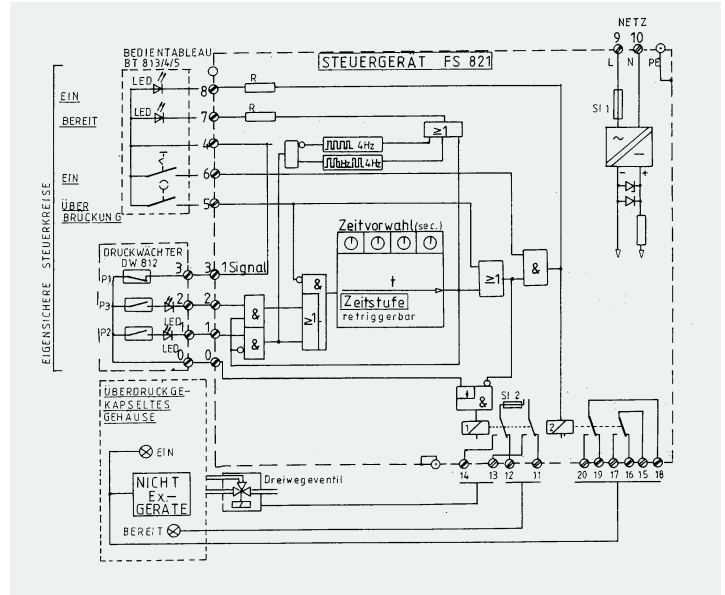 NETZ
9 10
L N PE
BEDIENTABLEAU
BT 813/4/5
STEUERGERÄT FS 821
LED
8
R
EIN
LED
7
R
BEREIT
SI 1
≥1
4
4Hz
4Hz
~
−
- +
6
EIN
5
ÜBER
BRÜCKUNG
EIGENSICHERE STEUERKREISE
Zeitvorwahl (sec.)
DRUCKWÄCHTER
DW 812
3 3 1 Signal
P1
&
t
≥1
&
P3
2 2
LED
&
≥1
Zeitstufe
retriggerbar
P2
1 1
LED
&
0 0
ÜBERDRUCKGE-
KAPSELTES
GEHÄUSE
&
SI 2
1
2
EIN
14 13 12 11 20 19 17 16 15 18
NICHT
Ex.-
GERÄTE
Dreiwegeventil
BEREIT